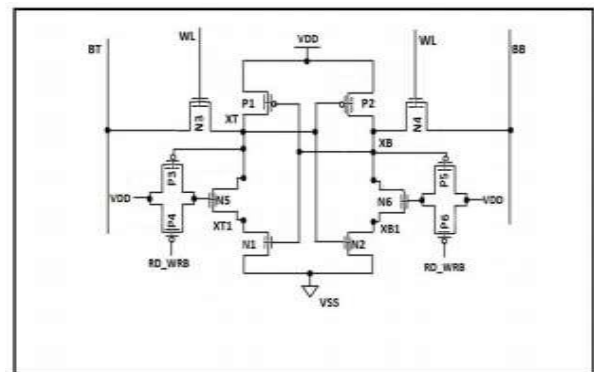 WL
WL
BT
VDD
BB
P1
P2
N3
N4
XT
XB
P3
P5
VDD
N5
N6
VDD
P4
P6
XT1
XB1
N1
N2
RD_WRB
RD_WRB
VSS